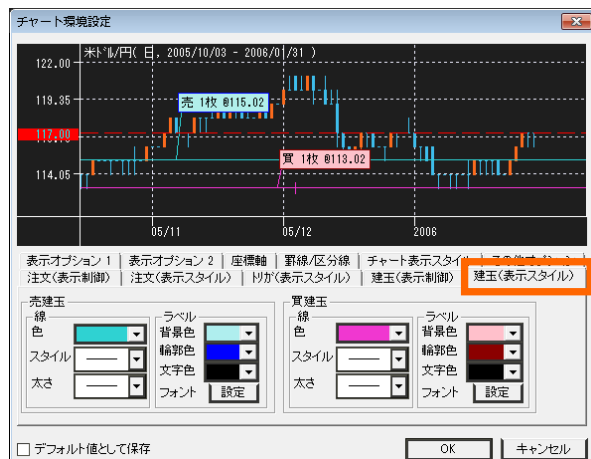 チャート環境設定
米ドル/円( 日, 2005/10/03 - 2006/01/31 )
122.00
119.35
売 1枚 @115.02
117.00
買 1枚 @113.02
114.05
05/11 05/12 2006
表示オプション 1 表示オプション 2 座標軸 罫線/区分線 チャート表示スタイル その他オプション
注文(表示制御) 注文(表示スタイル) トリガ(表示スタイル) 建玉(表示制御) 建玉(表示スタイル)
売建玉 買建玉
線 ラベル 線 ラベル
色 背景色 色 背景色
スタイル 輪郭色 スタイル 輪郭色
文字色 文字色
太さ フォント 設定 太さ フォント 設定
デフォルト値として保存 OK キャンセル